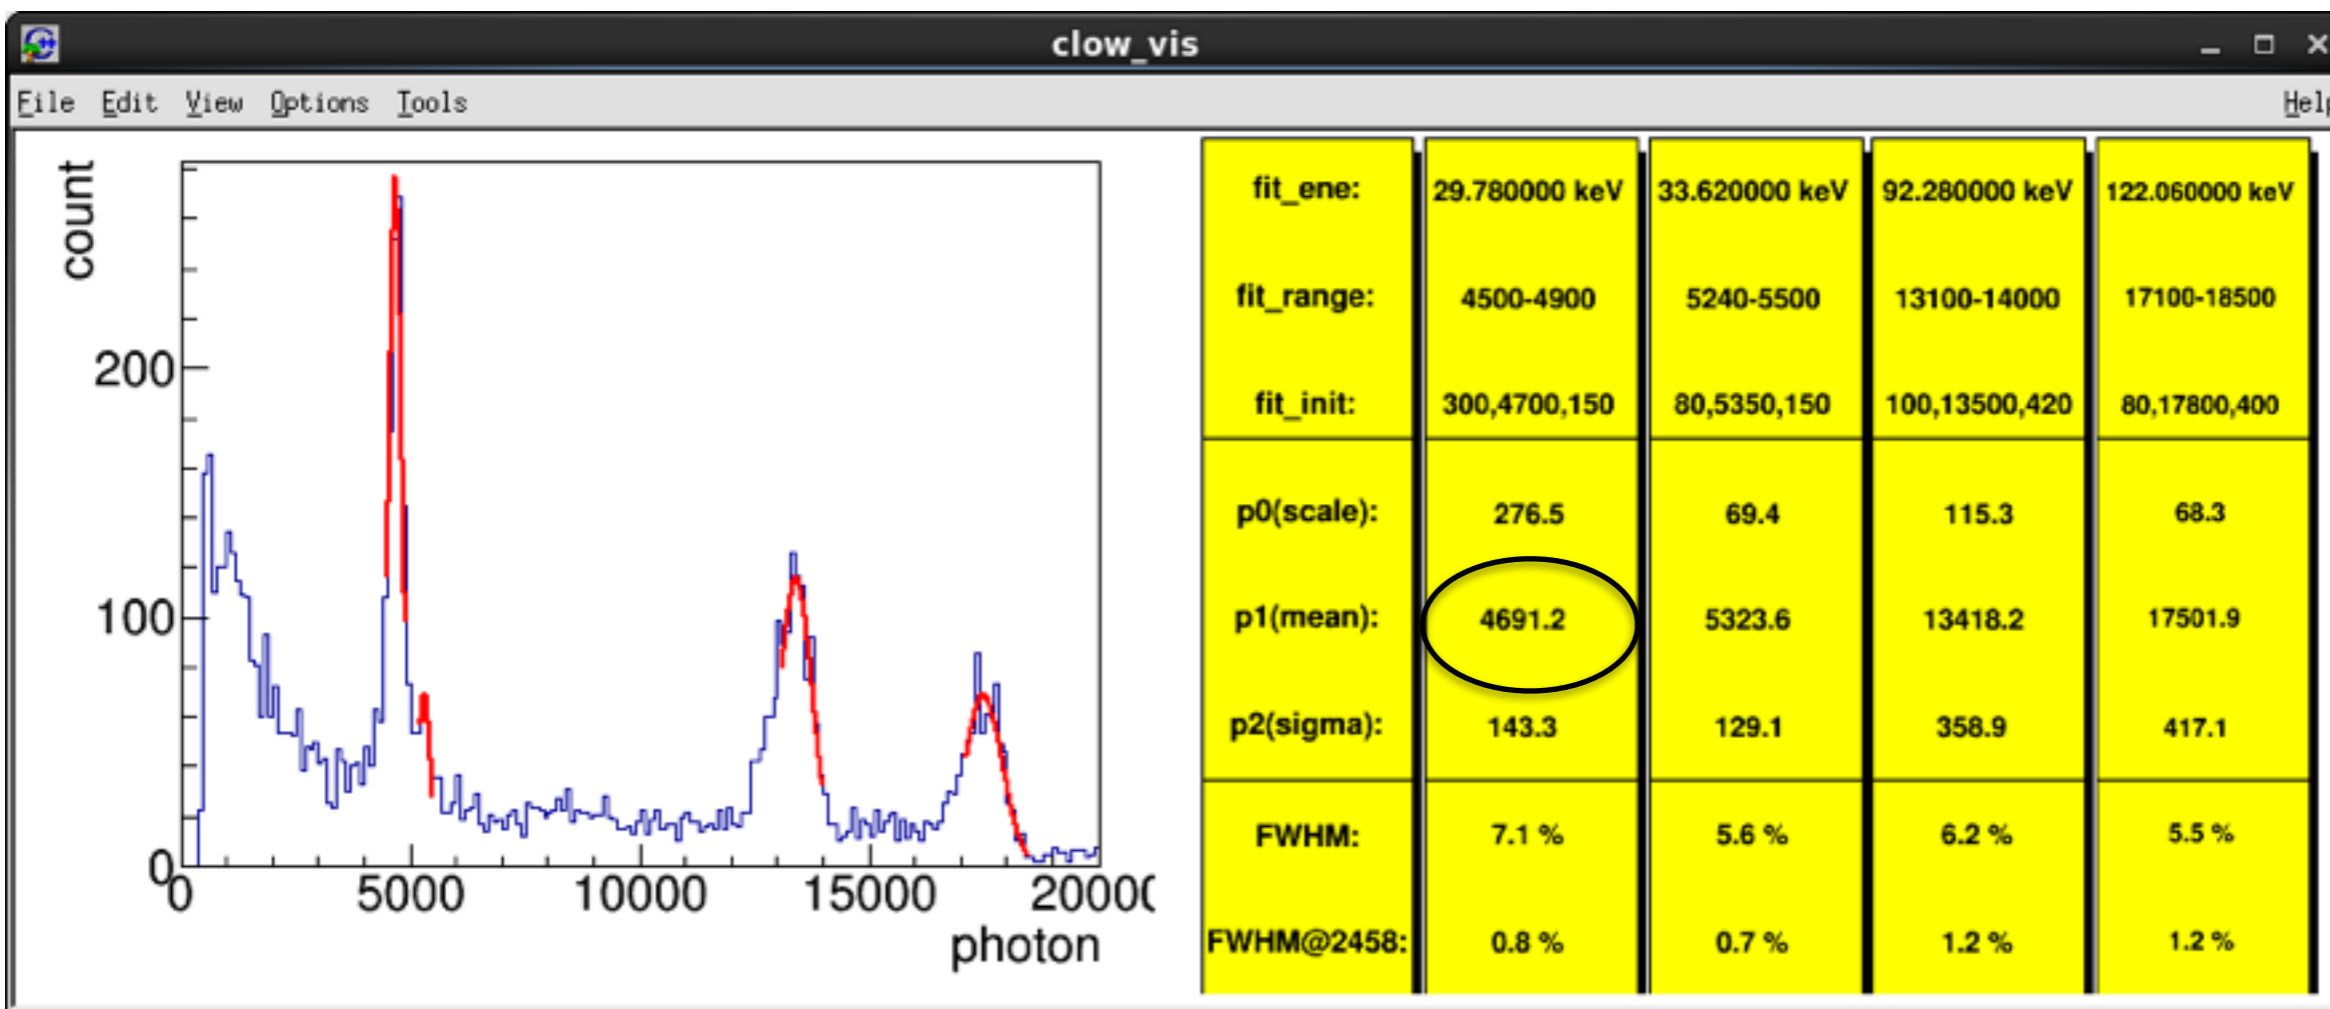 clow_vis
File Edit View Options Tools Help
count
200
100
0
0 5000 10000 15000 20000
photon
fit_ene: 29.780000 keV 33.620000 keV 92.280000 keV 122.060000 keV
fit_range: 4500-4900 5240-5500 13100-14000 17100-18500
fit_init: 300,4700,150 80,5350,150 100,13500,420 80,17800,400
p0(scale): 276.5 69.4 115.3 68.3
p1(mean): 4691.2 5323.6 13418.2 17501.9
p2(sigma): 143.3 129.1 358.9 417.1
FWHM: 7.1 % 5.6 % 6.2 % 5.5 %
FWHM@2458: 0.8 % 0.7 % 1.2 % 1.2 %